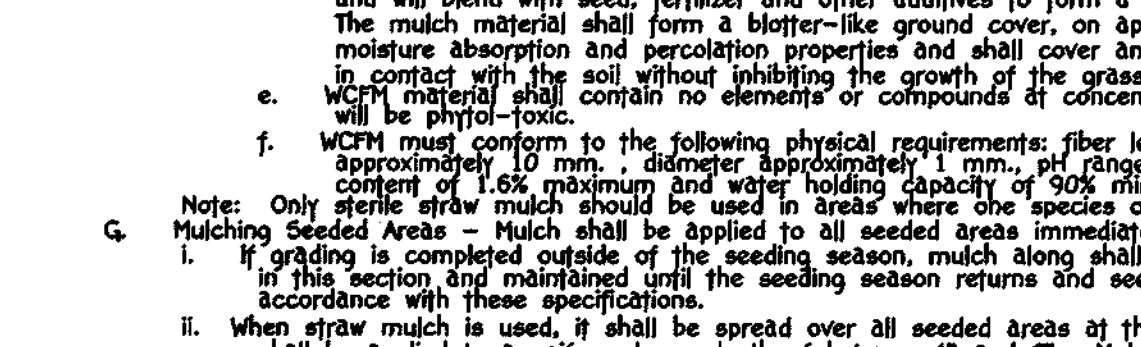 and will blend with seed, fertilizer and other additives to form a
The mulch material shall form a blotter-like ground cover, on ap
moisture absorption and percolation properties and shall cover an
in contact with the soil without inhibiting the growth of the grass
e. WCFM material shall contain no elements or compounds at concen
will be phytol-toxic.
f. WCFM must conform to the following physical requirements: fiber le
approximately 10 mm. , diameter approximately 1 mm., pH range
content of 1.6% maximum and water holding capacity of 90% mi
Note: Only sterile straw mulch should be used in areas where one species o
G. Mulching Seeded Areas - Mulch shall be applied to all seeded areas immediat
i. If grading is completed outside of the seeding season, mulch along shall
in this section and maintained until the seeding season returns and see
accordance with these specifications.
ii. When straw mulch is used, it shall be spread over all seeded areas at th